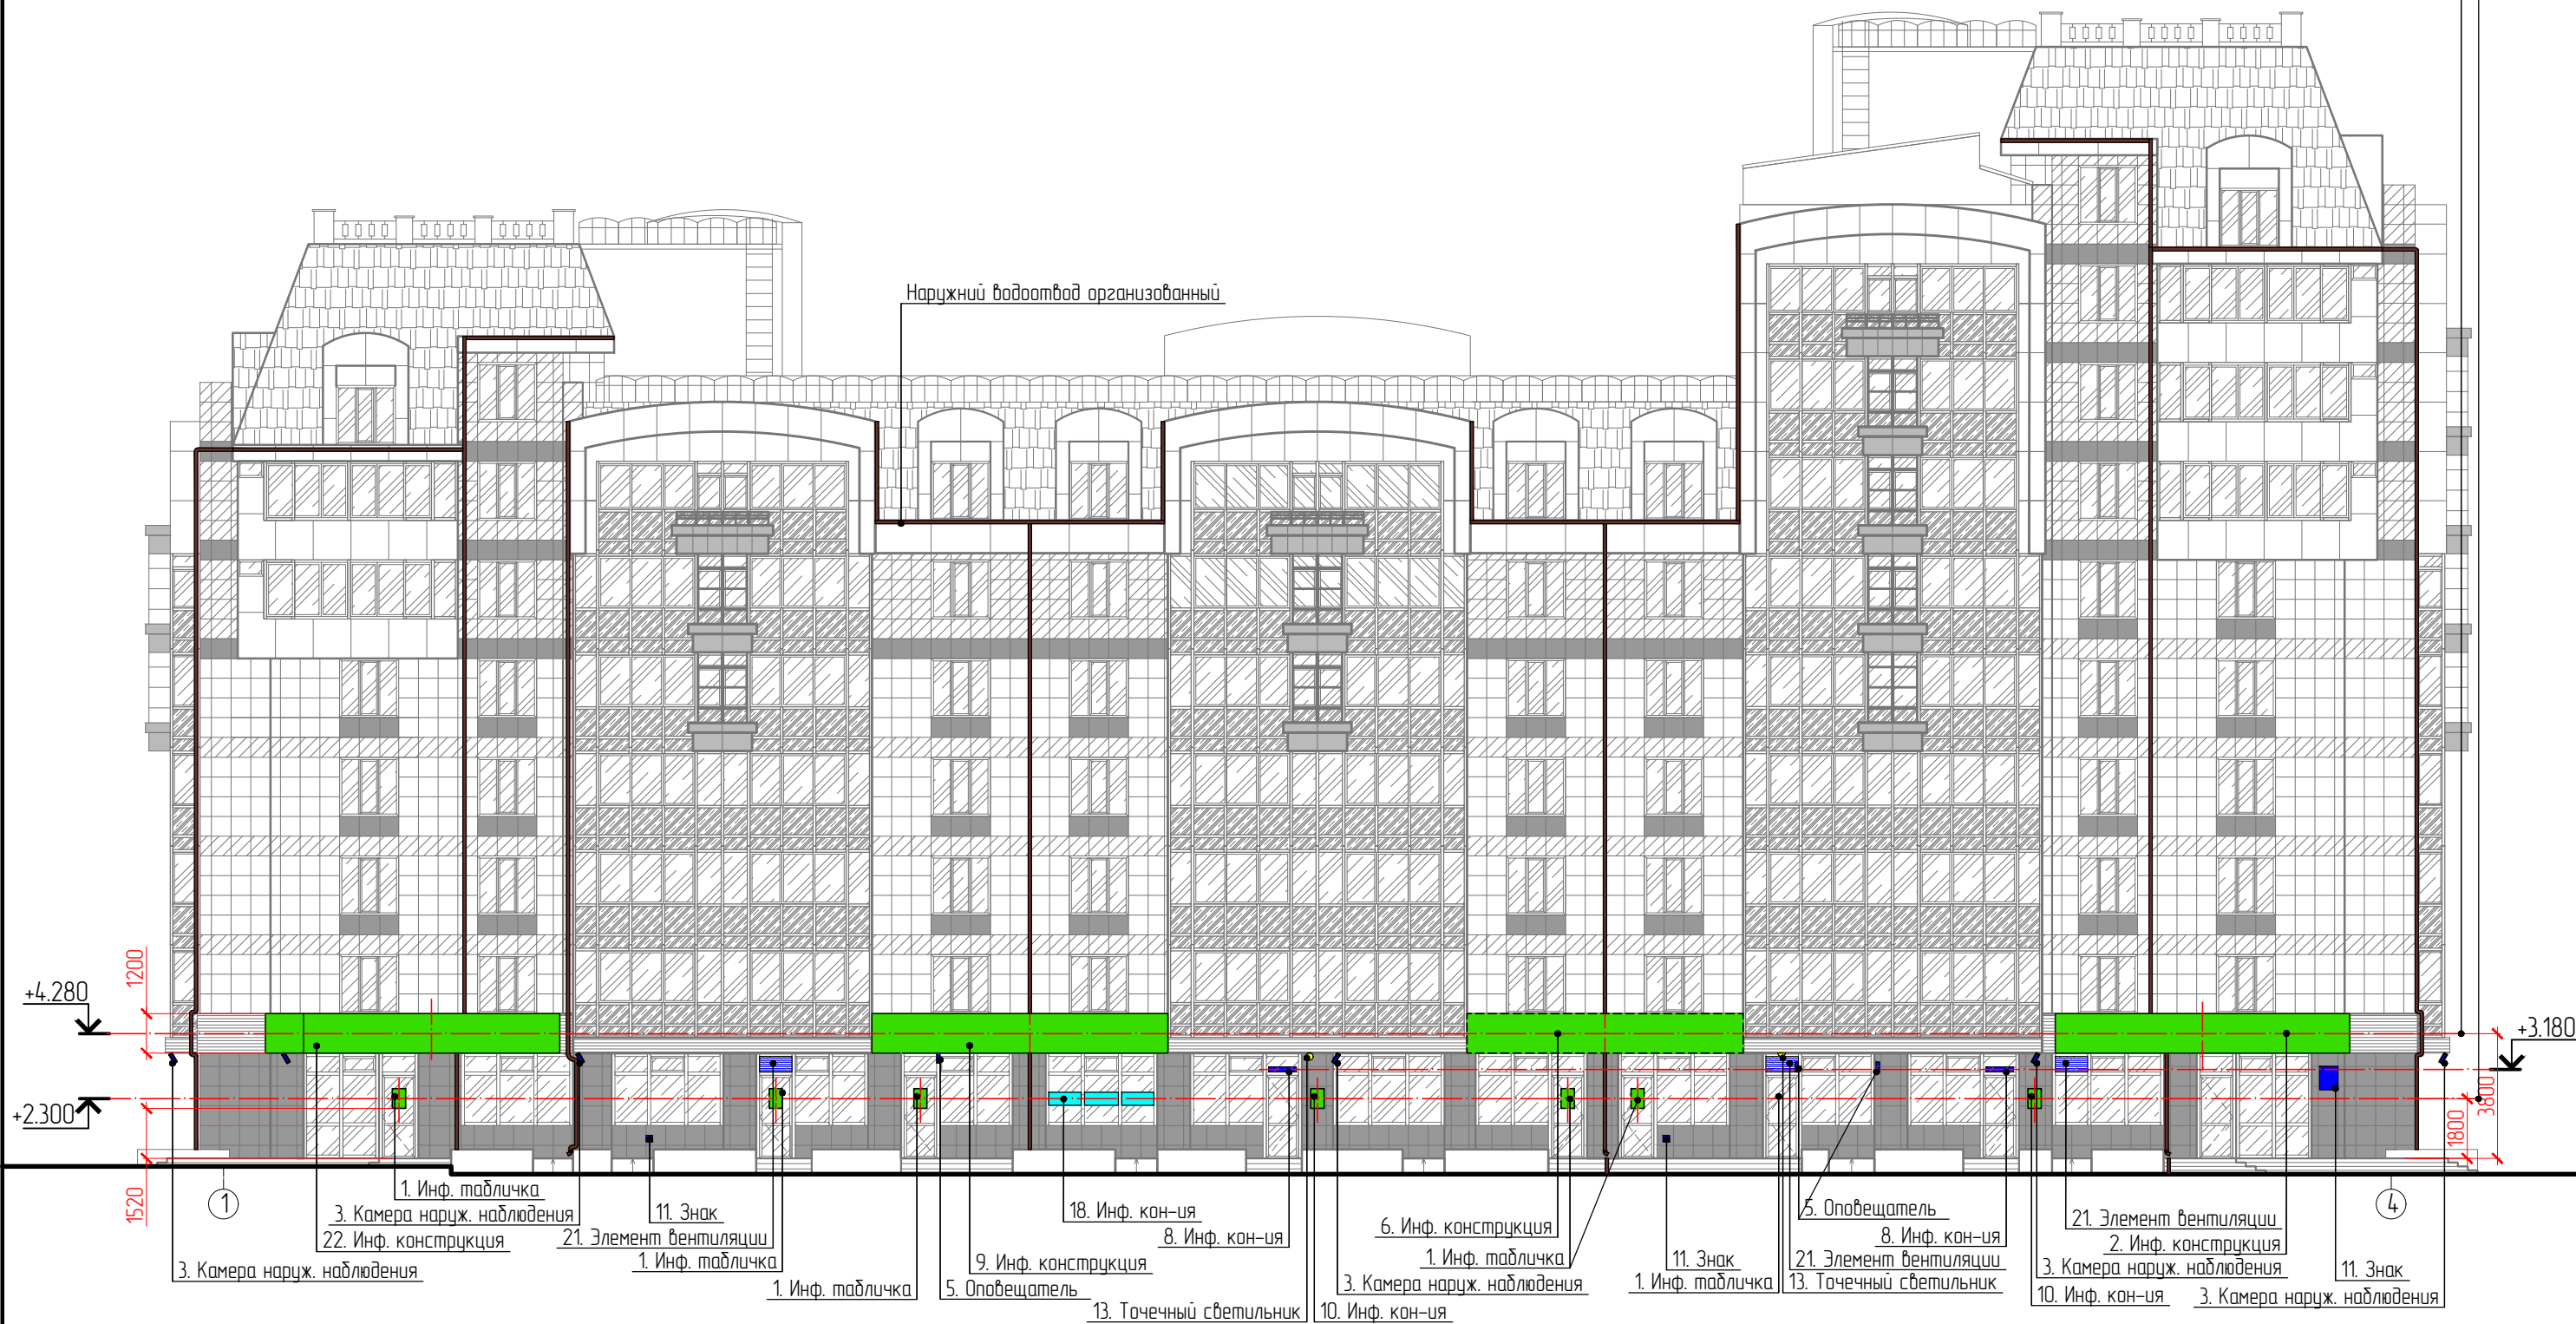 Наружний водоотвод организованный
1200
+4.280
+3.180
+2.300
3800
1800
1520
1
4
1. Инф. табличка
3. Камера наруж. наблюдения
22. Инф. конструкция
3. Камера наруж. наблюдения
11. Знак
21. Элемент вентиляции
1. Инф. табличка
1. Инф. табличка
9. Инф. конструкция
5. Оповещатель
18. Инф. кон-ия
8. Инф. кон-ия
13. Точечный светильник
10. Инф. кон-ия
6. Инф. конструкция
1. Инф. табличка
3. Камера наруж. наблюдения
11. Знак
1. Инф. табличка
5. Оповещатель
8. Инф. кон-ия
21. Элемент вентиляции
13. Точечный светильник
21. Элемент вентиляции
2. Инф. конструкция
3. Камера наруж. наблюдения
10. Инф. кон-ия
11. Знак
3. Камера наруж. наблюдения